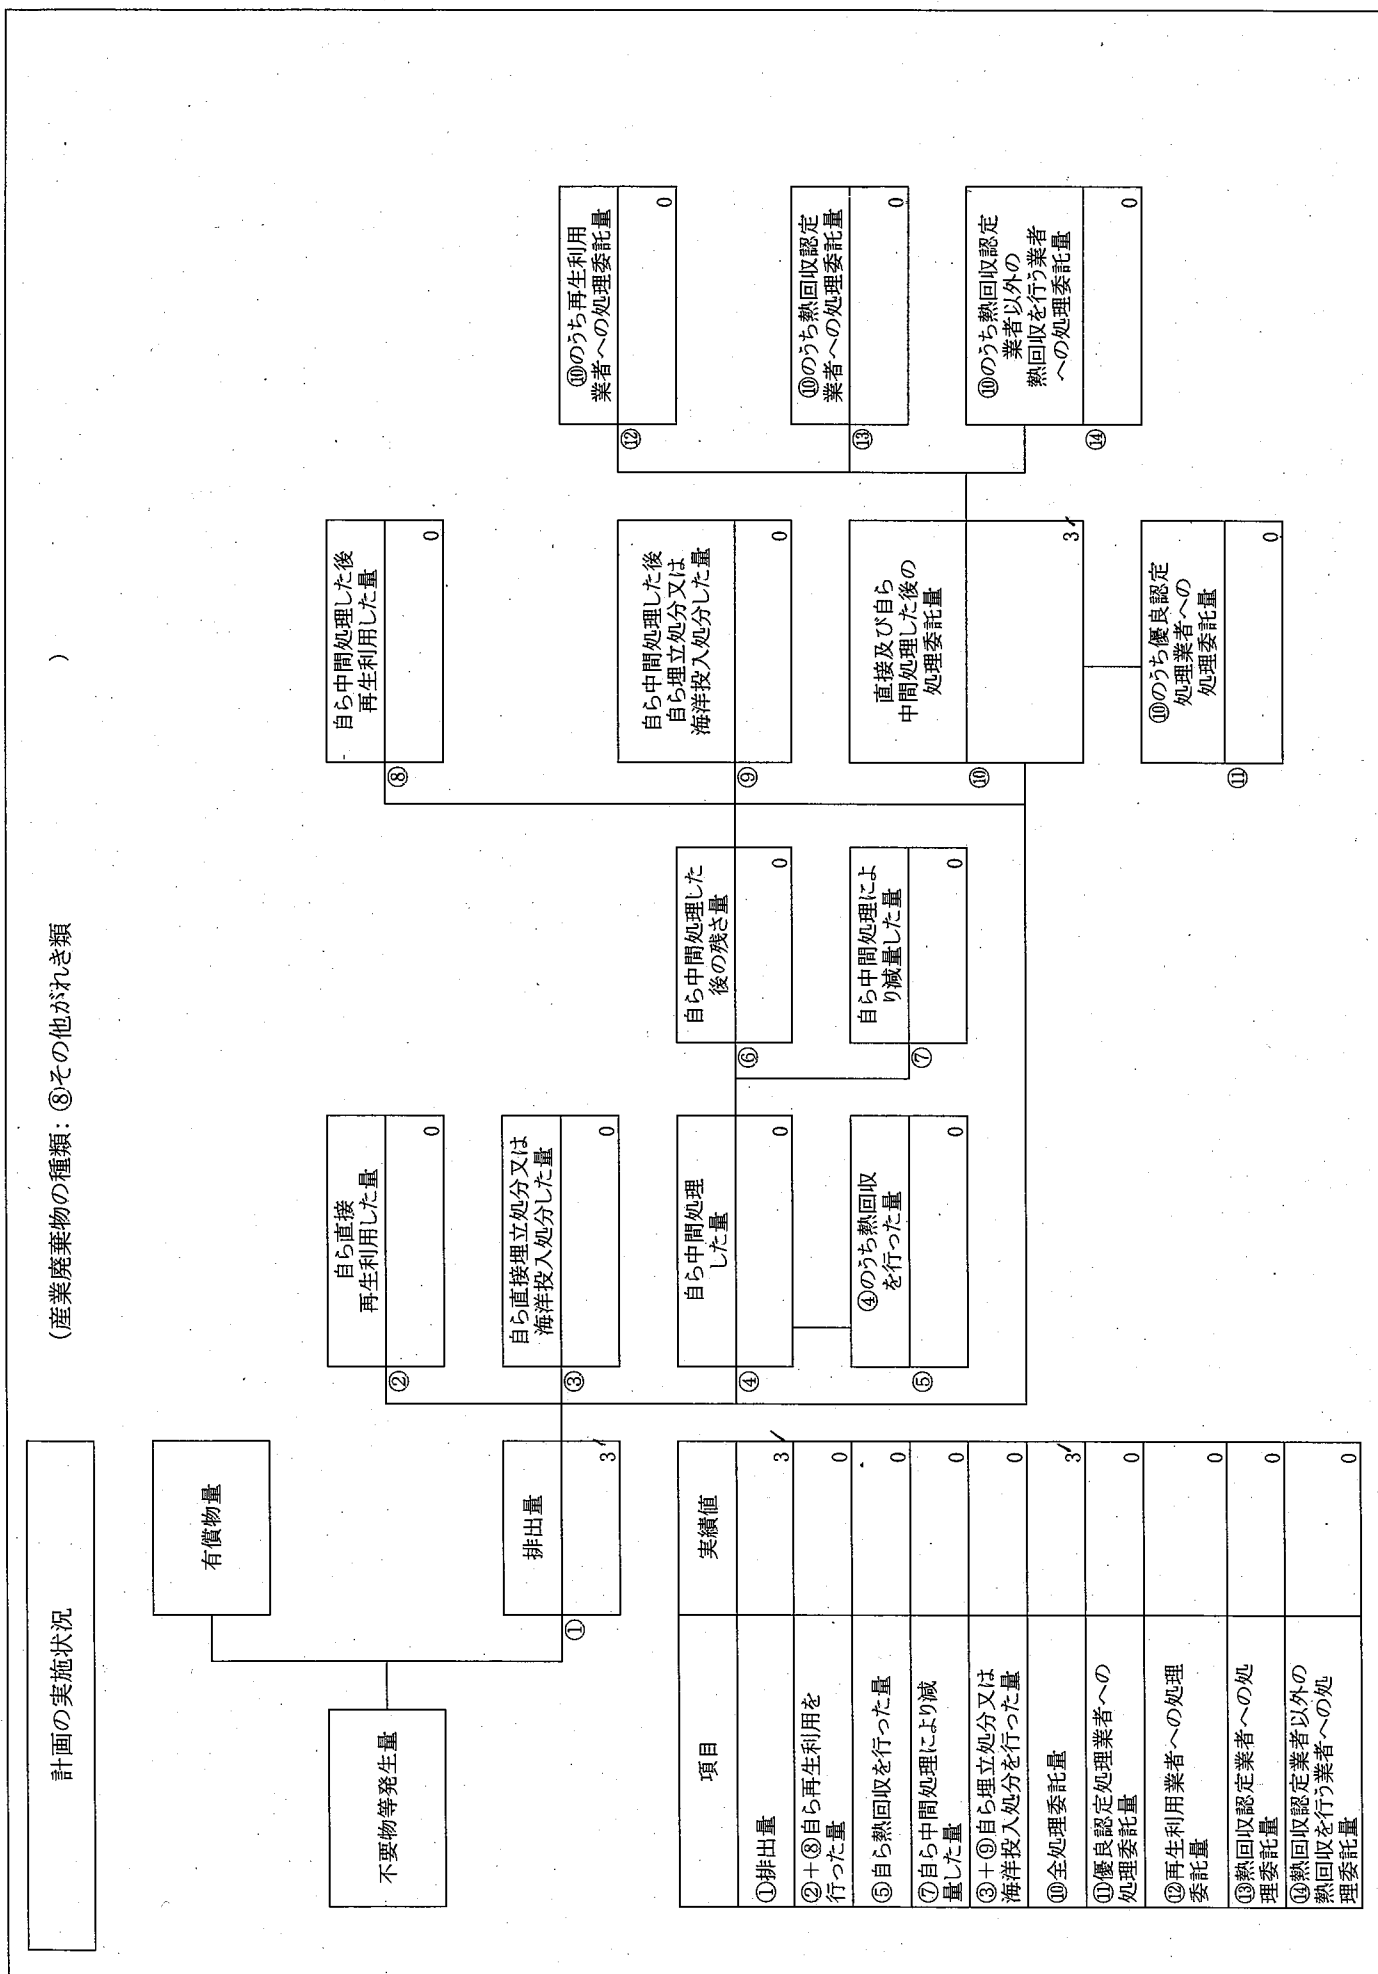 計画の実施状況
(産業廃棄物の種類：⑧その他がれき類
)
不要物等発生量
有償物量
排出量
①
3
自ら直接
再生利用した量
②
0
自ら直接埋立処分又は
海洋投入処分した量
③
0
自ら中間処理
した量
④
0
④のうち熱回収
を行った量
⑤
0
自ら中間処理した
後の残さ量
⑥
0
自ら中間処理によ
り減量した量
⑦
0
自ら中間処理した後
再生利用した量
⑧
0
自ら中間処理した後
自ら埋立処分又は
海洋投入処分した量
⑨
0
直接及び自ら
中間処理した後の
処理委託量
⑩
3
⑩のうち優良認定
処理業者への
処理委託量
⑪
0
⑩のうち再生利用
業者への処理委託量
⑫
0
⑩のうち熱回収認定
業者への処理委託量
⑬
0
⑩のうち熱回収認定
業者以外の
熱回収を行う業者
への処理委託量
⑭
0
項目 実績値
①排出量 3
②＋⑧自ら再生利用を
行った量 0
⑤自ら熱回収を行った量 0
⑦自ら中間処理により減
量した量 0
③＋⑨自ら埋立処分又は
海洋投入処分を行った量 0
⑩全処理委託量 3
⑪優良認定処理業者への
処理委託量 0
⑫再生利用業者への処理
委託量 0
⑬熱回収認定業者への処
理委託量 0
⑭熱回収認定業者以外の
熱回収を行う業者への処
理委託量 0